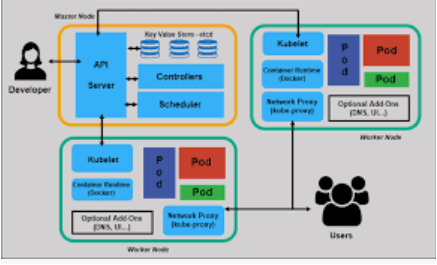 Master Node
Key Value Store - etcd
API
Server
Controllers
Scheduler
Developer
Kubelet
Container Runtime
(Docker)
Network Proxy
(kube-proxy)
P
o
d
Pod
Pod
Optional Add-Ons
(DNS, UI...)
Worker Node
Kubelet
Container Runtime
(Docker)
P
o
d
Pod
Pod
Optional Add-Ons
(DNS, UI...)
Network Proxy
(kube-proxy)
Worker Node
Users